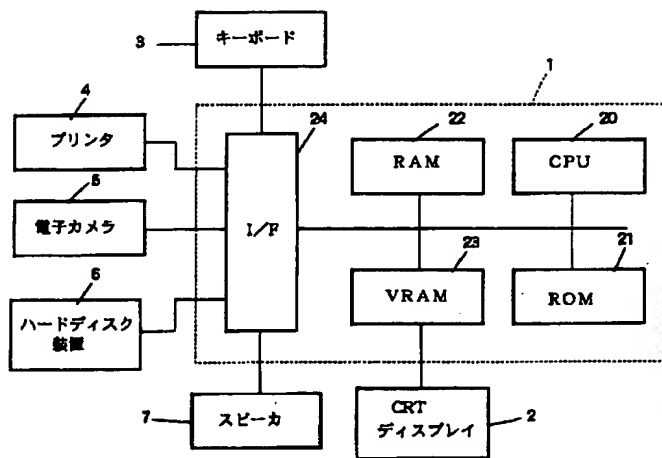 3
キーボード
1
4
プリンタ
24
22
RAM
20
CPU
5
電子カメラ
I/F
6
ハードディスク
装置
23
VRAM
21
ROM
7
スピーカ
CRT
ディスプレイ
2